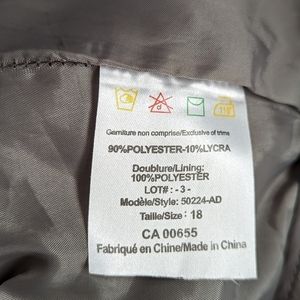 Garniture non comprise/Exclusive of trims
90%POLYESTER-10%LYCRA
Doublure/Lining:
100%POLYESTER
LOT# : - 3 -
Modèle/Style: 50224-AD
Taille/Size : 18
CA 00655
Fabriqué en Chine/Made in China